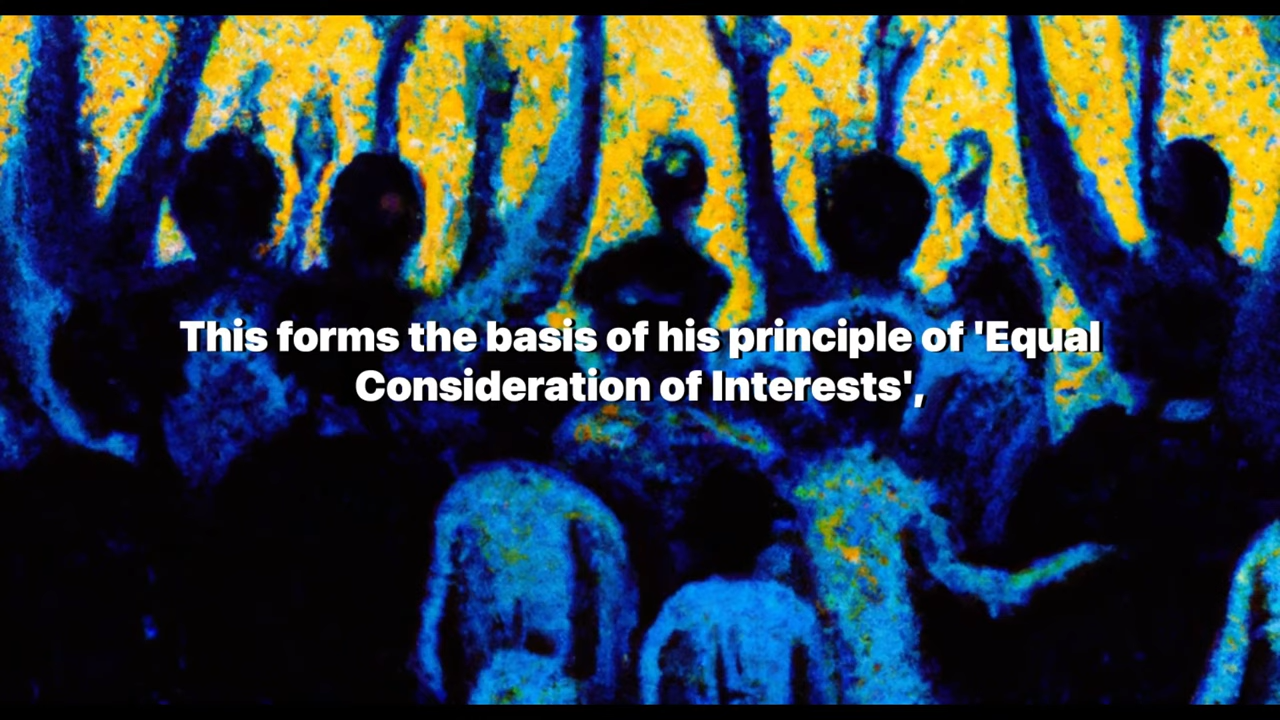 This forms the basis of his principle of 'Equal
Consideration of Interests',